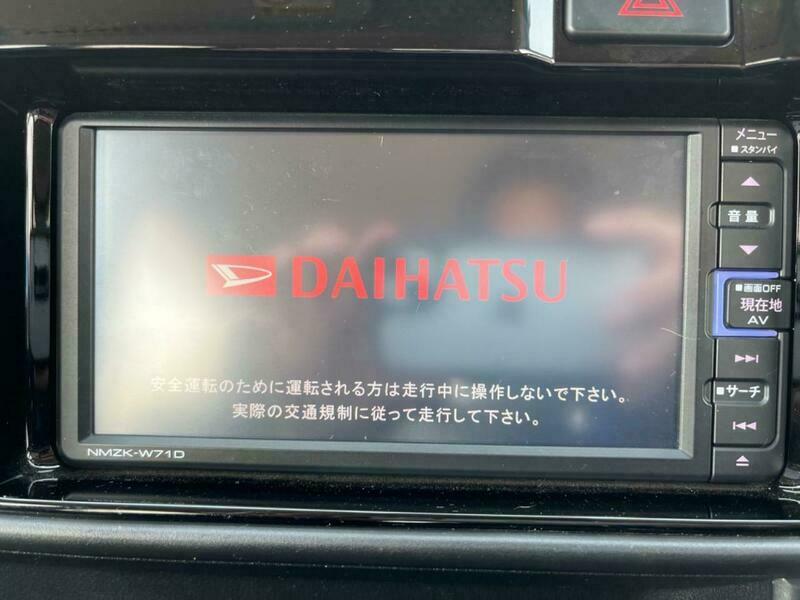 メニュー
■スタンバイ
音量
DAIHATSU
■画面OFF
現在地
AV
安全運転のために運転される方は走行中に操作しないで下さい。
■サーチ
実際の交通規制に従って走行して下さい。
NMZK-W71D